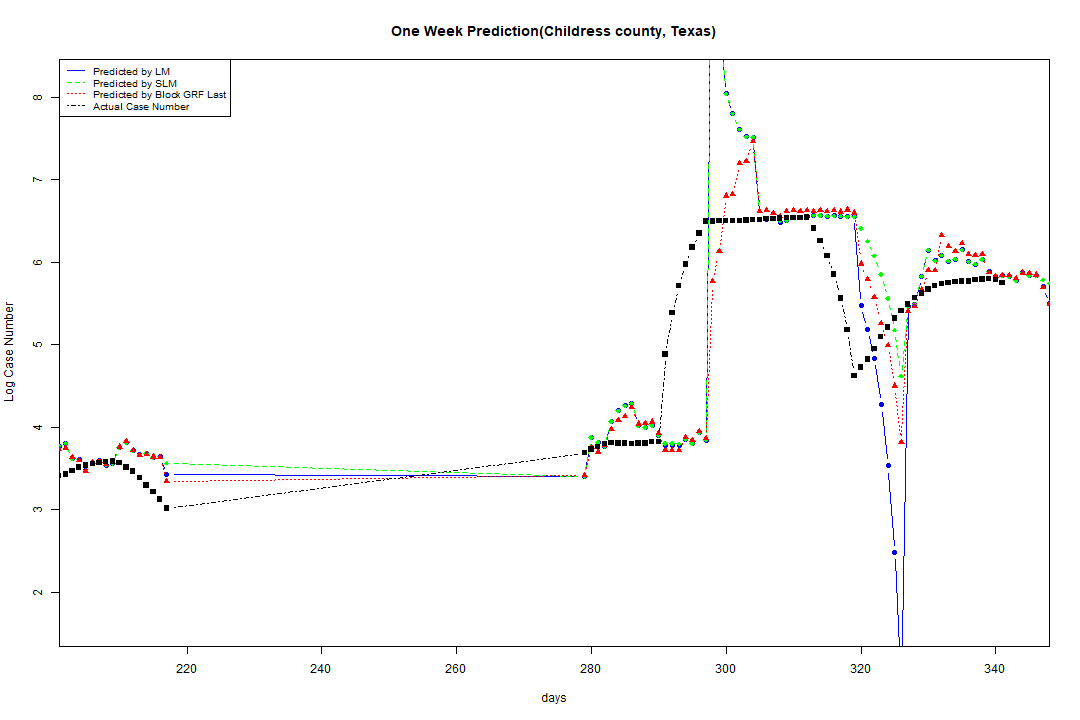 One Week Prediction(Childress county, Texas)
Predicted by LM
Predicted by SLM
Predicted by Block GRF Last
Actual Case Number
8
7
6
5
4
3
2
Log Case Number
220 240 260 280 300 320 340
days